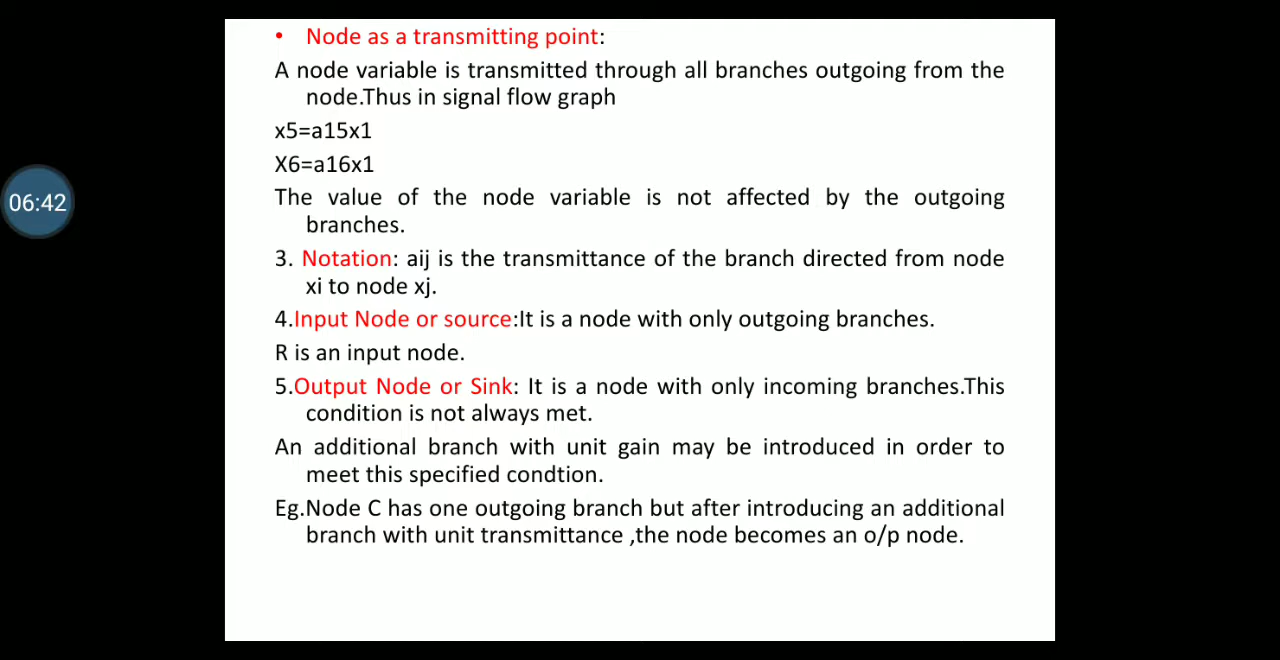 • Node as a transmitting point:
A node variable is transmitted through all branches outgoing from the
node.Thus in signal flow graph
x5=a15x1
X6=a16x1
06:42
The value of the node variable is not affected by the outgoing
branches.
3. Notation: aij is the transmittance of the branch directed from node
xi to node xj.
4.Input Node or source:It is a node with only outgoing branches.
R is an input node.
5.Output Node or Sink: It is a node with only incoming branches.This
condition is not always met.
An additional branch with unit gain may be introduced in order to
meet this specified condtion.
Eg.Node C has one outgoing branch but after introducing an additional
branch with unit transmittance ,the node becomes an o/p node.